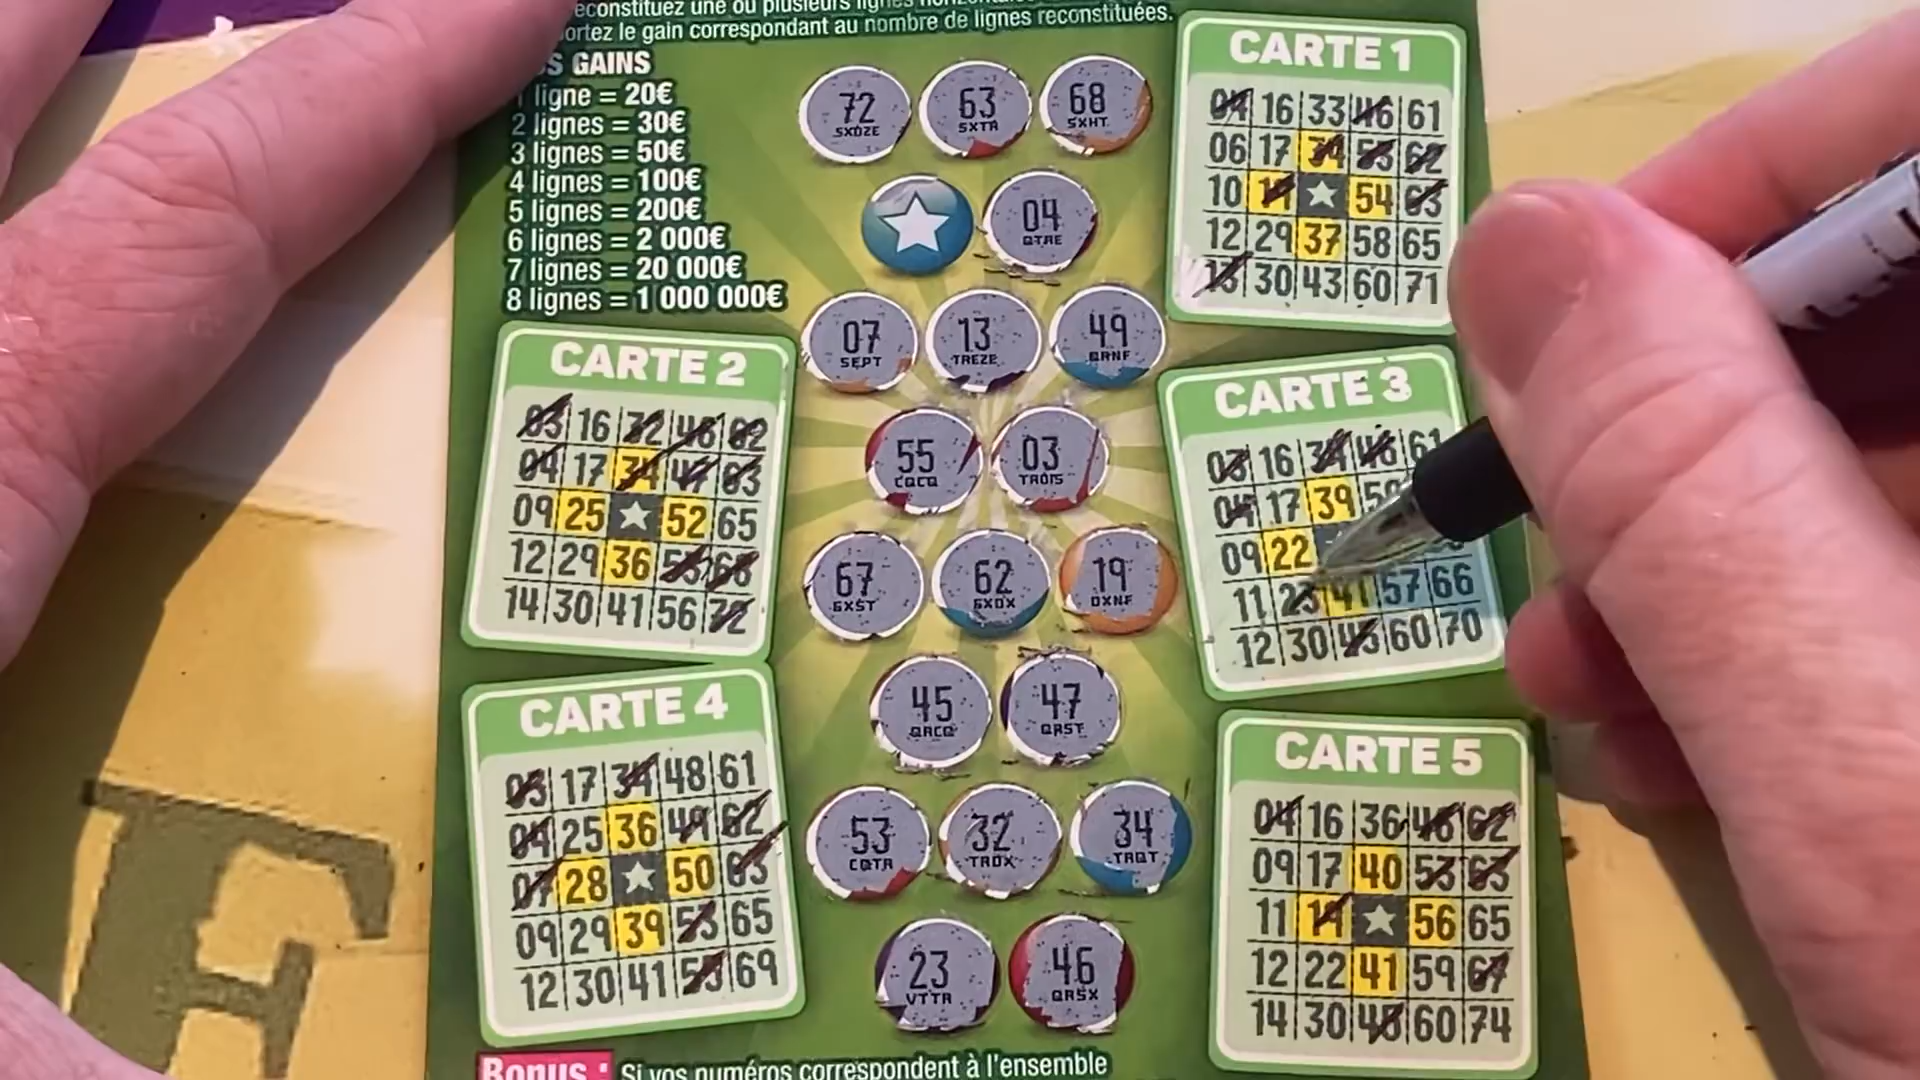 econstituez une ou plusieurs lignes
ortez le gain correspondant au nombre de lignes reconstituées.
S GAINS
ligne = 20€
2 lignes = 30€
3 lignes = 50€
4 lignes = 100€
5 lignes = 200€
6 lignes = 2 000€
7 lignes = 20 000€
8 lignes = 1 000 000€
72 63 68
SXDZE SXTR SXHT
04
QTRE
07 13 49
SEPT TREZE QRNF
55 03
CQCQ TROIS
67 62 19
SXST SXDX DXNF
45 47
QRCQ QRST
53 32 34
CQTR TRDX TRQT
23 46
VTTR QRSX
CARTE 1
04 16 33 46 61
06 17 34 53 62
10 19 54 63
12 29 37 58 65
13 30 43 60 71
CARTE 2
03 16 32 46 62
04 17 34 47 63
09 25 52 65
12 29 36 53 68
14 30 41 56 72
CARTE 3
03 16 34 46 61
04 17 39
09 22
11 23 41 57 66
12 30 45 60 70
CARTE 4
03 17 34 48 61
04 25 36 49 62
07 28 50 63
09 29 39 53 65
12 30 41 55 69
CARTE 5
04 16 36 46 62
09 17 40 53 63
11 19 56 65
12 22 41 59 67
14 30 45 60 74
Bonus : Si vos numéros correspondent à l'ensemble